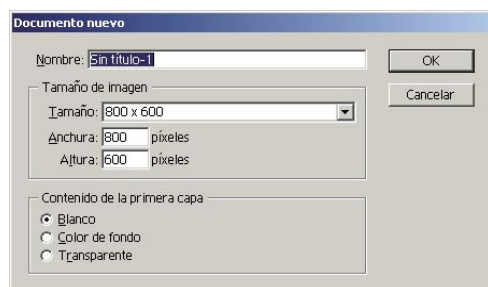 Documento nuevo
Nombre: Sin título-1
OK
Tamaño de imagen
Cancelar
Tamaño: 800 x 600
Anchura: 800 píxeles
Altura: 600 píxeles
Contenido de la primera capa
Blanco
Color de fondo
Transparente